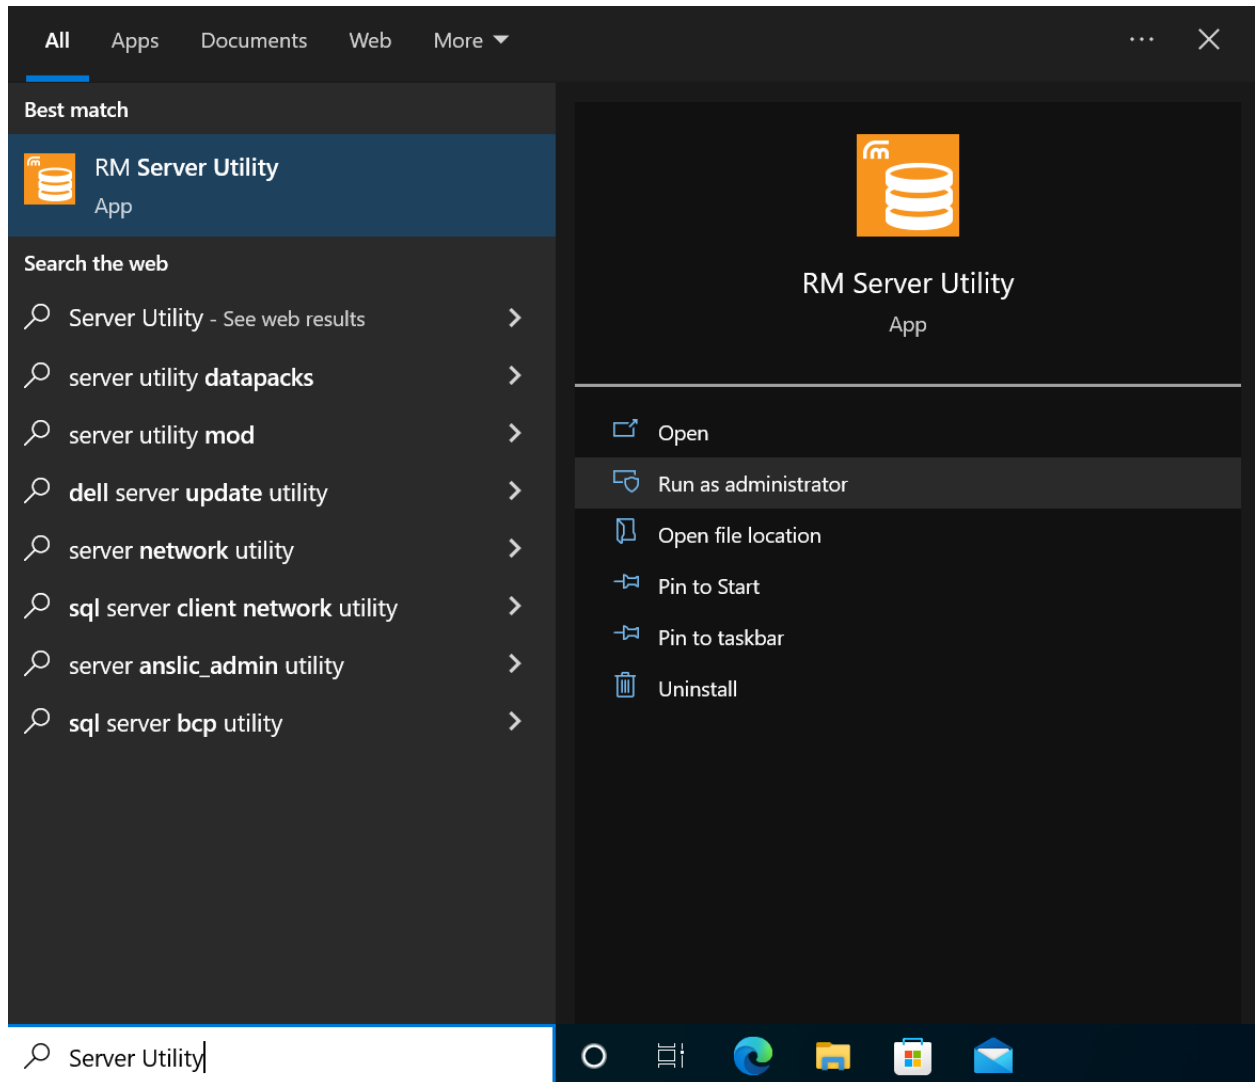 All Apps Documents Web More
Best match
RM Server Utility
App
Search the web
Server Utility - See web results
server utility datapacks
server utility mod
dell server update utility
server network utility
sql server client network utility
server anslic_admin utility
sql server bcp utility
RM Server Utility
App
Open
Run as administrator
Open file location
Pin to Start
Pin to taskbar
Uninstall
Server Utility